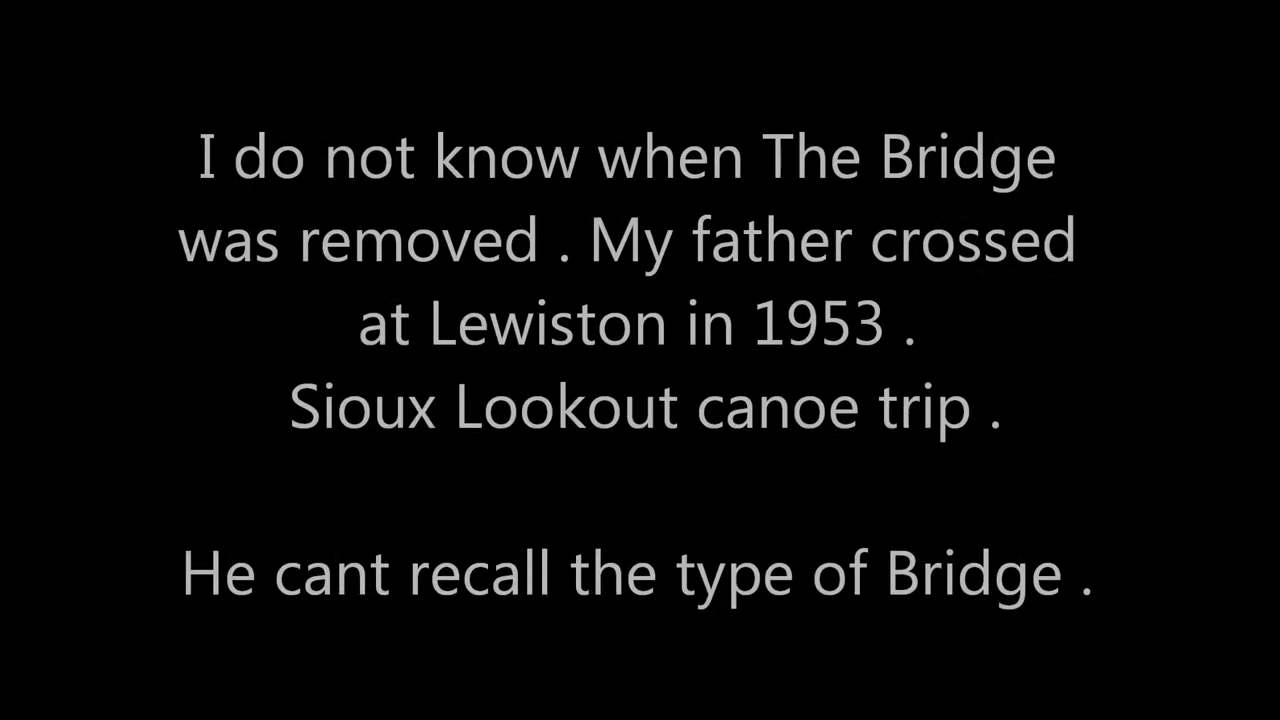 I do not know when The Bridge
was removed . My father crossed
at Lewiston in 1953 .
Sioux Lookout canoe trip .
He cant recall the type of Bridge .